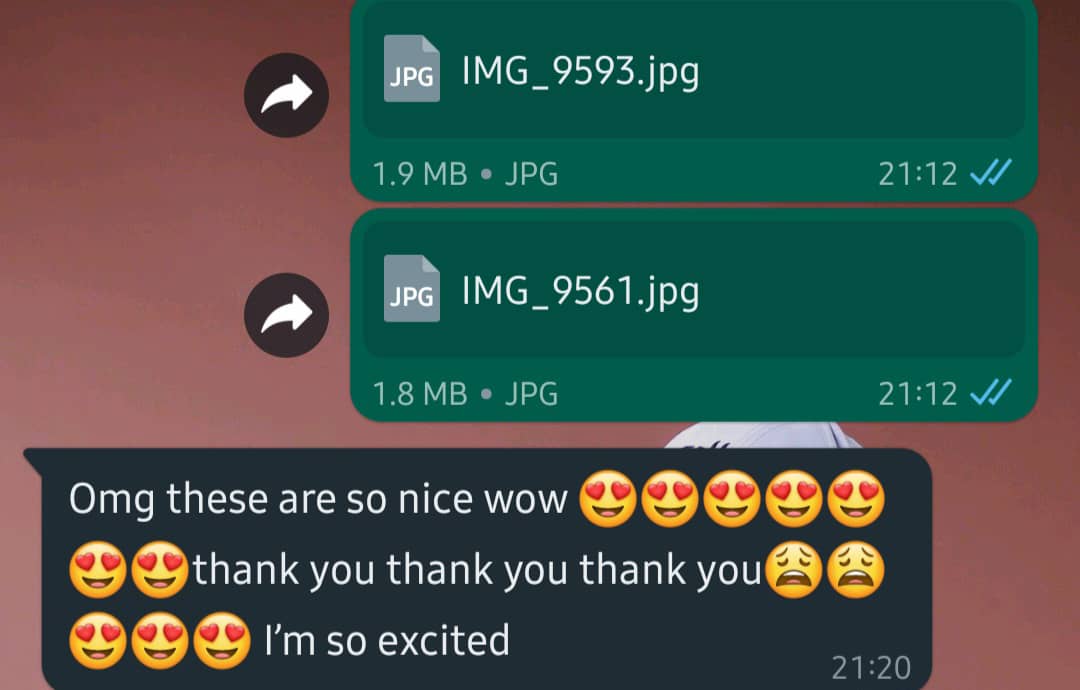 JPG IMG_9593.jpg
1.9 MB • JPG 21:12
JPG IMG_9561.jpg
1.8 MB • JPG 21:12
Omg these are so nice wow 😍😍😍😍😍
😍😍thank you thank you thank you😩😩
😍😍😍 I'm so excited
21:20